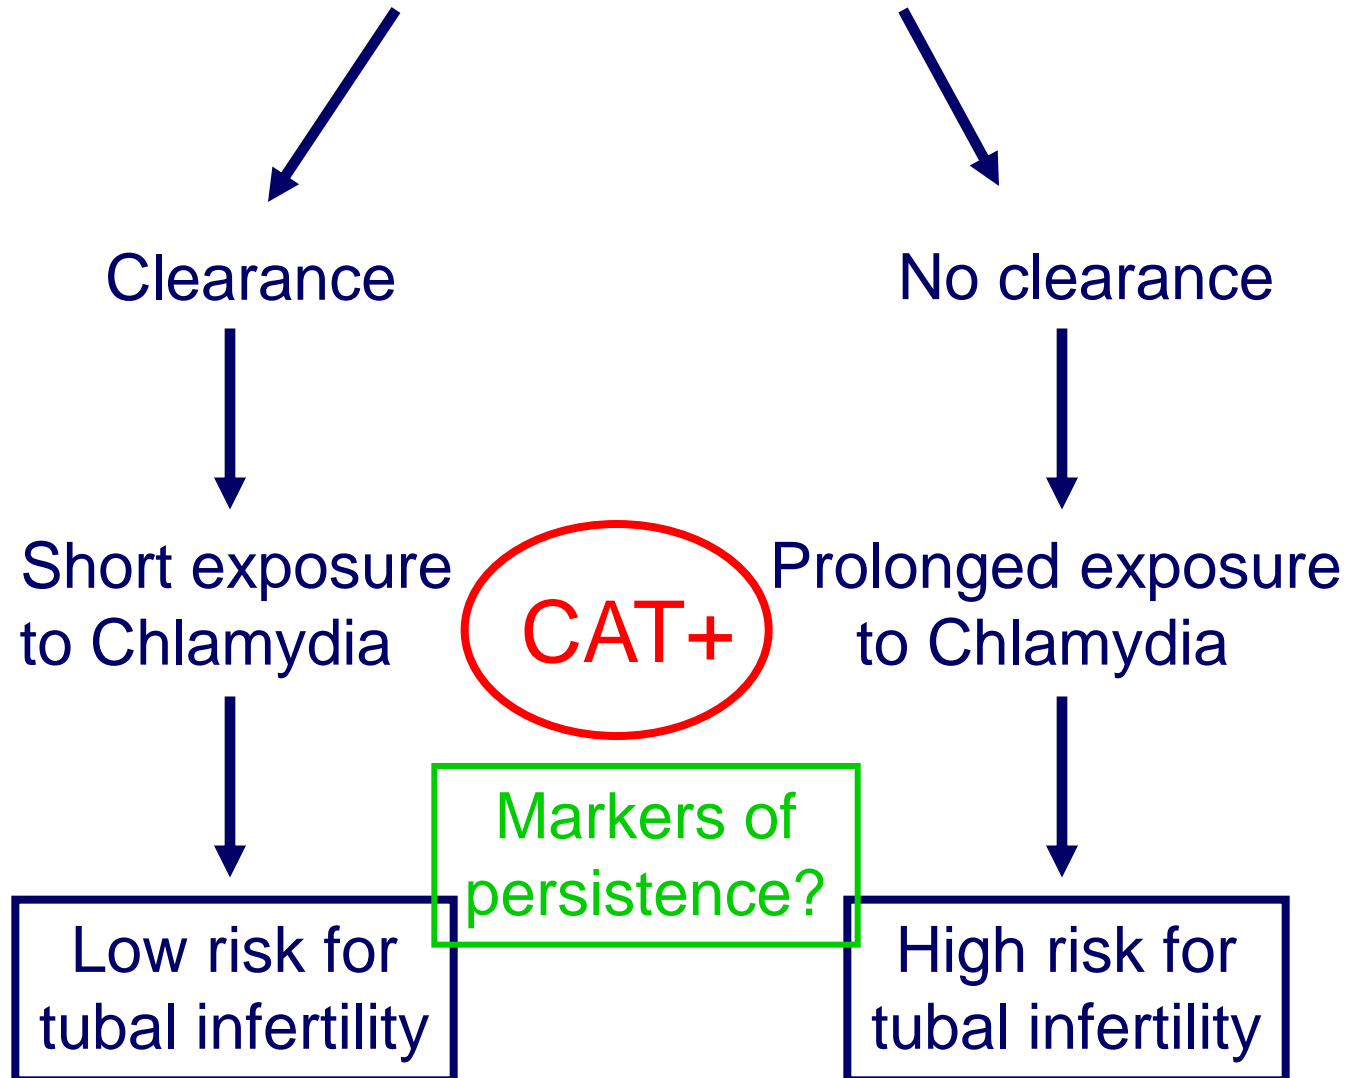 Clearance
No clearance
Short exposure
to Chlamydia
CAT+
Prolonged exposure
to Chlamydia
Markers of
persistence?
Low risk for
tubal infertility
High risk for
tubal infertility